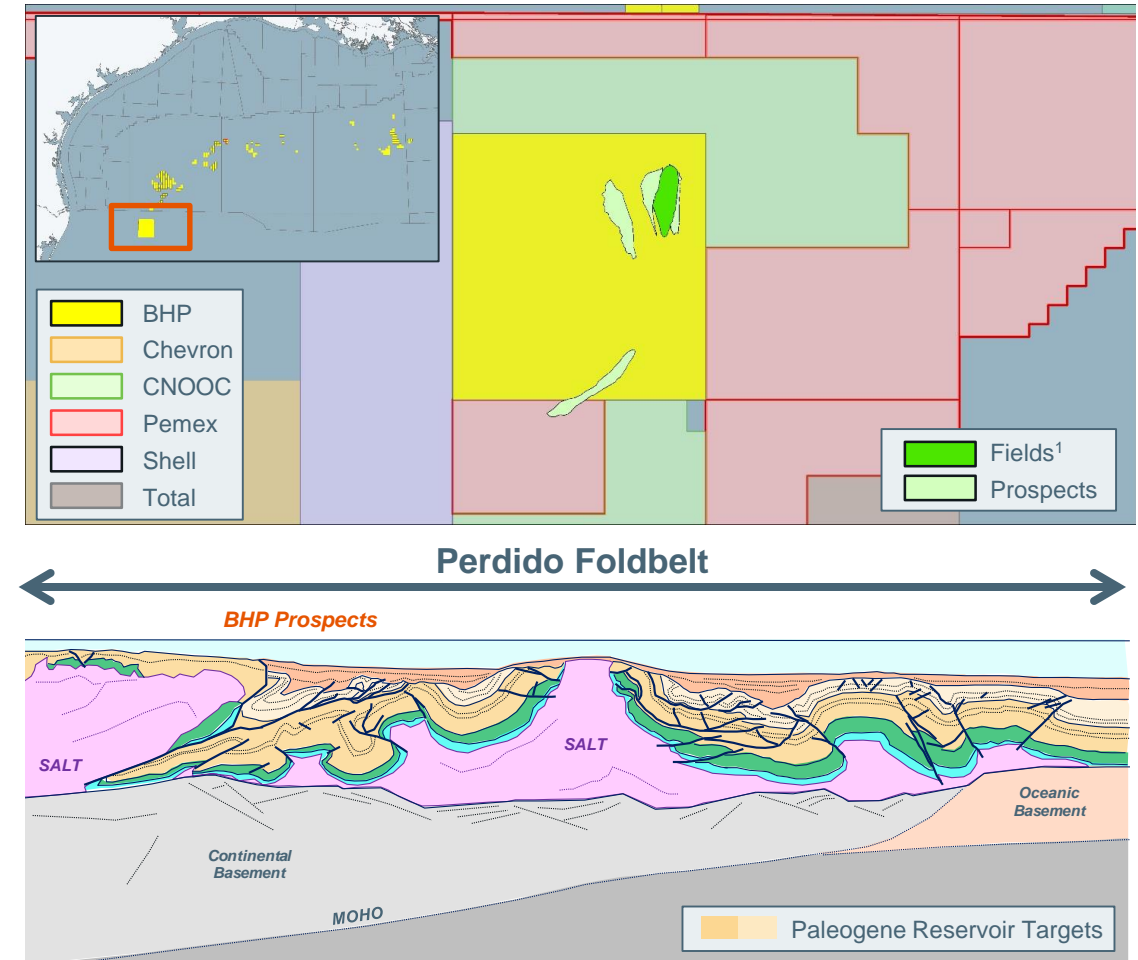 BHP
Chevron
CNOOC
Pemex
Shell
Total
Fields1
Prospects
Perdido Foldbelt
BHP Prospects
SALT
SALT
Oceanic
Basement
Continental
Basement
MOHO
Paleogene Reservoir Targets